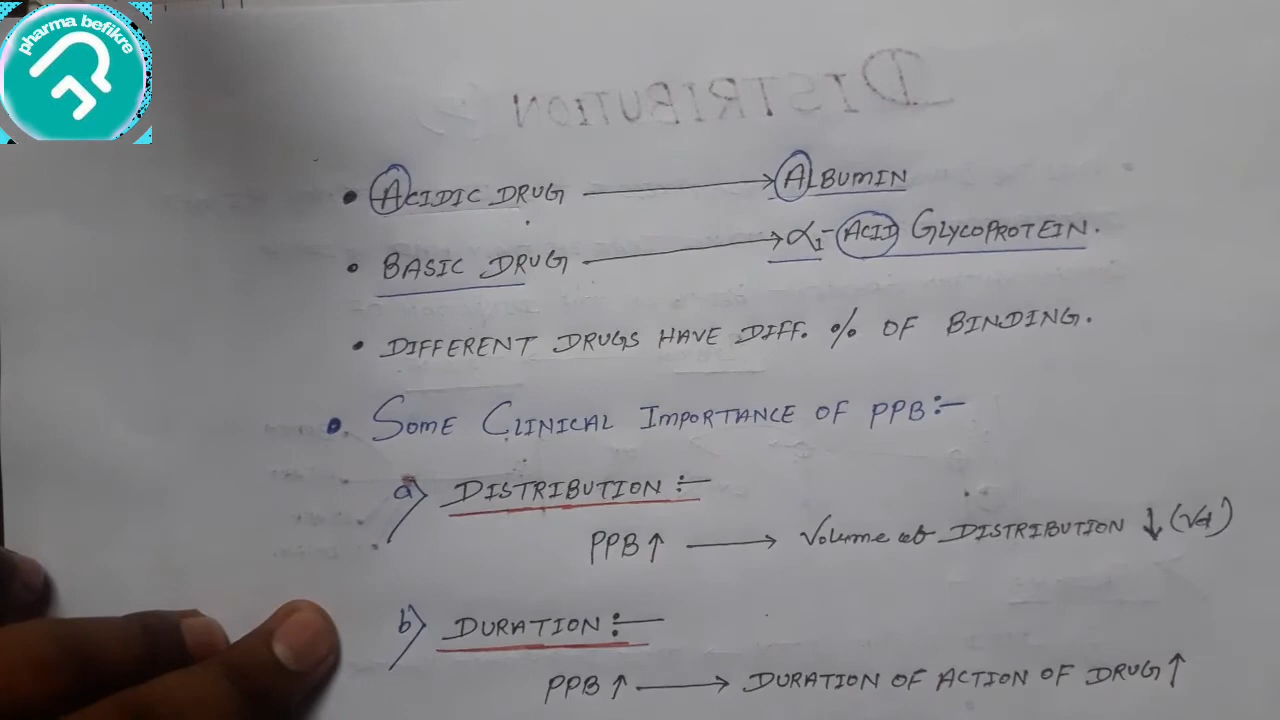 pharma befikre
DISTRIBUTION
• ACIDIC DRUG → ALBUMIN
• BASIC DRUG → α1-ACID GLYCOPROTEIN.
• DIFFERENT DRUGS HAVE DIFF. % OF BINDING.
• SOME CLINICAL IMPORTANCE OF PPB:-
a) DISTRIBUTION :-
PPB ↑ → Volume of DISTRIBUTION ↓ (Vd)
b) DURATION :-
PPB ↑ → DURATION OF ACTION OF DRUG ↑